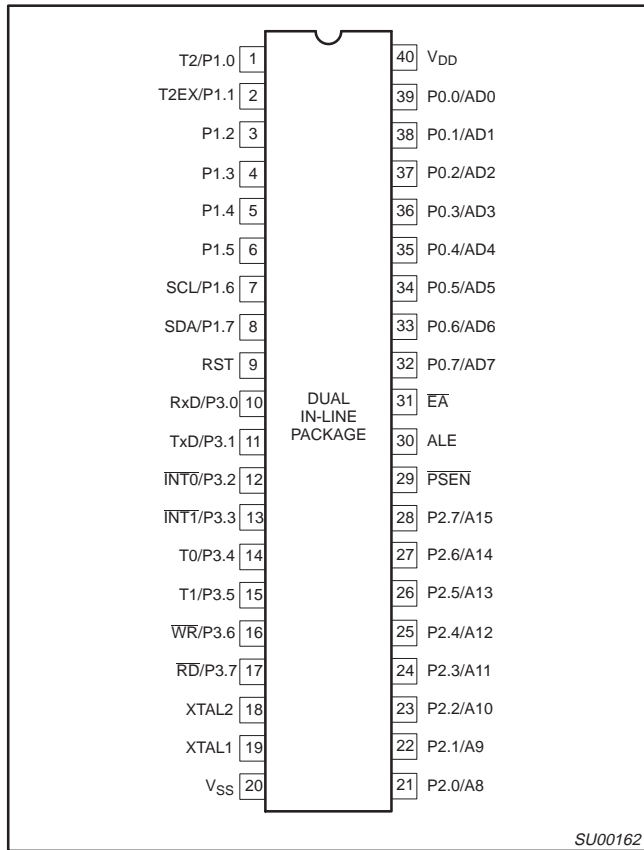 T2/P1.0 1 40 VDD
T2EX/P1.1 2 39 P0.0/AD0
P1.2 3 38 P0.1/AD1
P1.3 4 37 P0.2/AD2
P1.4 5 36 P0.3/AD3
P1.5 6 35 P0.4/AD4
SCL/P1.6 7 34 P0.5/AD5
SDA/P1.7 8 33 P0.6/AD6
RST 9 32 P0.7/AD7
RxD/P3.0 10 31 E̅A̅
TxD/P3.1 11 30 ALE
I̅N̅T̅0̅/P3.2 12 29 P̅S̅E̅N̅
I̅N̅T̅1̅/P3.3 13 28 P2.7/A15
T0/P3.4 14 27 P2.6/A14
T1/P3.5 15 26 P2.5/A13
W̅R̅/P3.6 16 25 P2.4/A12
R̅D̅/P3.7 17 24 P2.3/A11
XTAL2 18 23 P2.2/A10
XTAL1 19 22 P2.1/A9
VSS 20 21 P2.0/A8
DUAL
IN-LINE
PACKAGE
SU00162